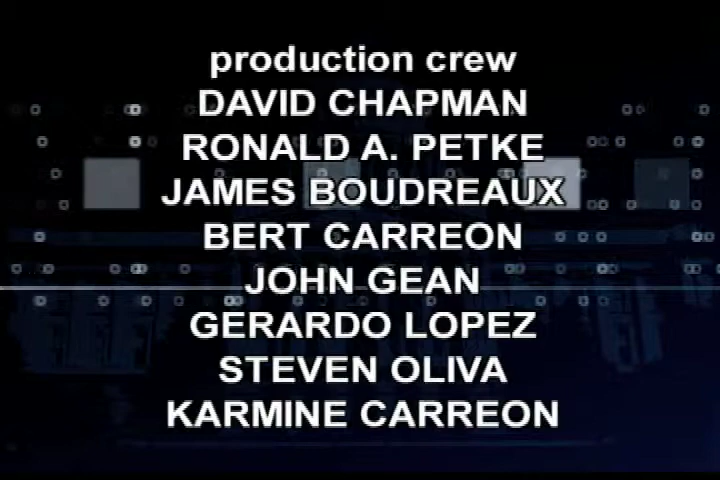 production crew
DAVID CHAPMAN
RONALD A. PETKE
JAMES BOUDREAUX
BERT CARREON
JOHN GEAN
GERARDO LOPEZ
STEVEN OLIVA
KARMINE CARREON